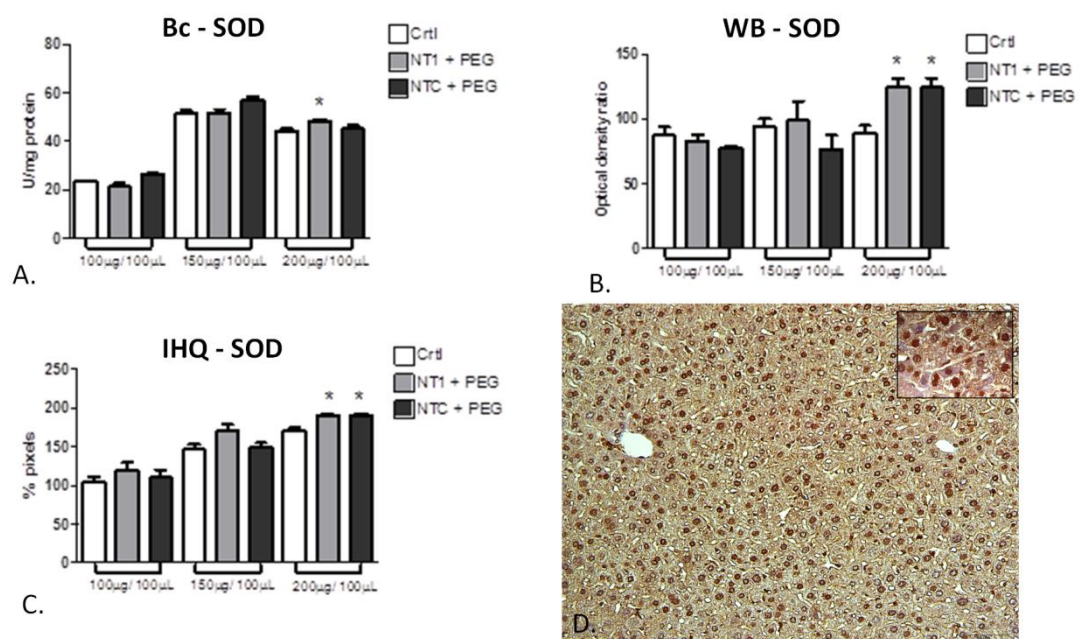 Bc - SOD
80
60
40
20
0
U/mg protein
Crtl
NT1 + PEG
NTC + PEG
*
100µg/100µL
150µg/100µL
200µg/100µL
A.
WB - SOD
150
100
50
0
Optical density ratio
Crtl
NT1 + PEG
NTC + PEG
* *
100µg/100µL
150µg/100µL
200µg/100µL
B.
IHQ - SOD
250
200
150
100
50
0
% pixels
Crtl
NT1 + PEG
NTC + PEG
* *
100µg/100µL
150µg/100µL
200µg/100µL
C.
D.